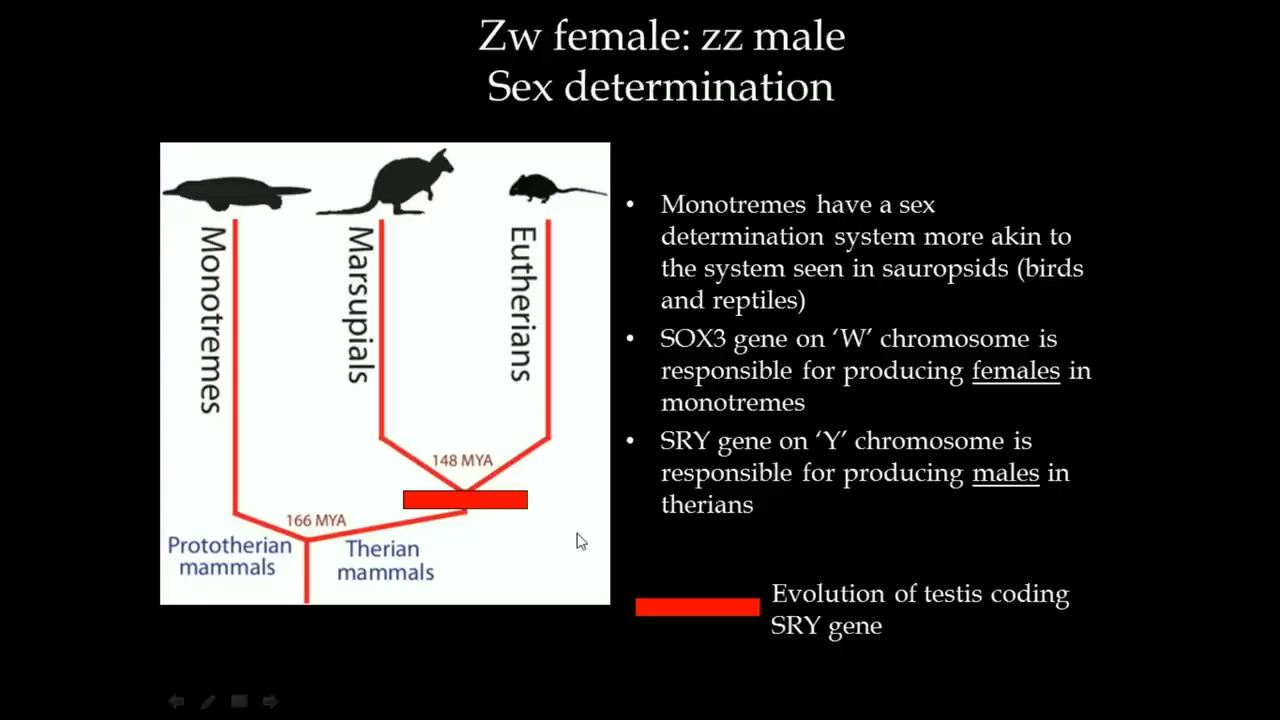 Zw female: zz male
Sex determination
Monotremes
Marsupials
Eutherians
148 MYA
166 MYA
Prototherian
mammals
Therian
mammals
• Monotremes have a sex
determination system more akin to
the system seen in sauropsids (birds
and reptiles)
• SOX3 gene on ‘W’ chromosome is
responsible for producing females in
monotremes
• SRY gene on ‘Y’ chromosome is
responsible for producing males in
therians
Evolution of testis coding
SRY gene